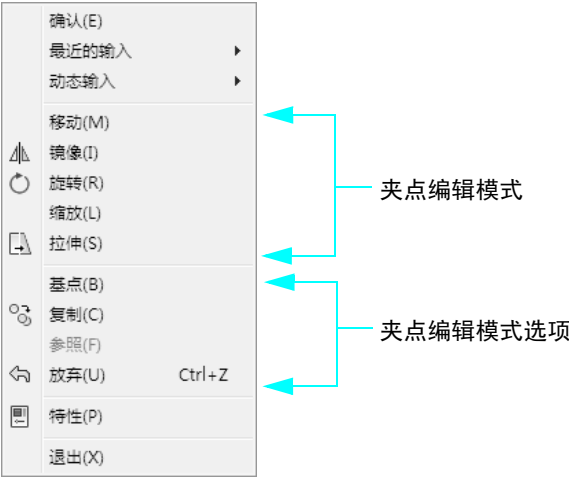 确认(E)
最近的输入
动态输入
移动(M)
镜像(I)
旋转(R)
缩放(L)
拉伸(S)
夹点编辑模式
基点(B)
复制(C)
参照(F)
放弃(U) Ctrl+Z
夹点编辑模式选项
特性(P)
退出(X)